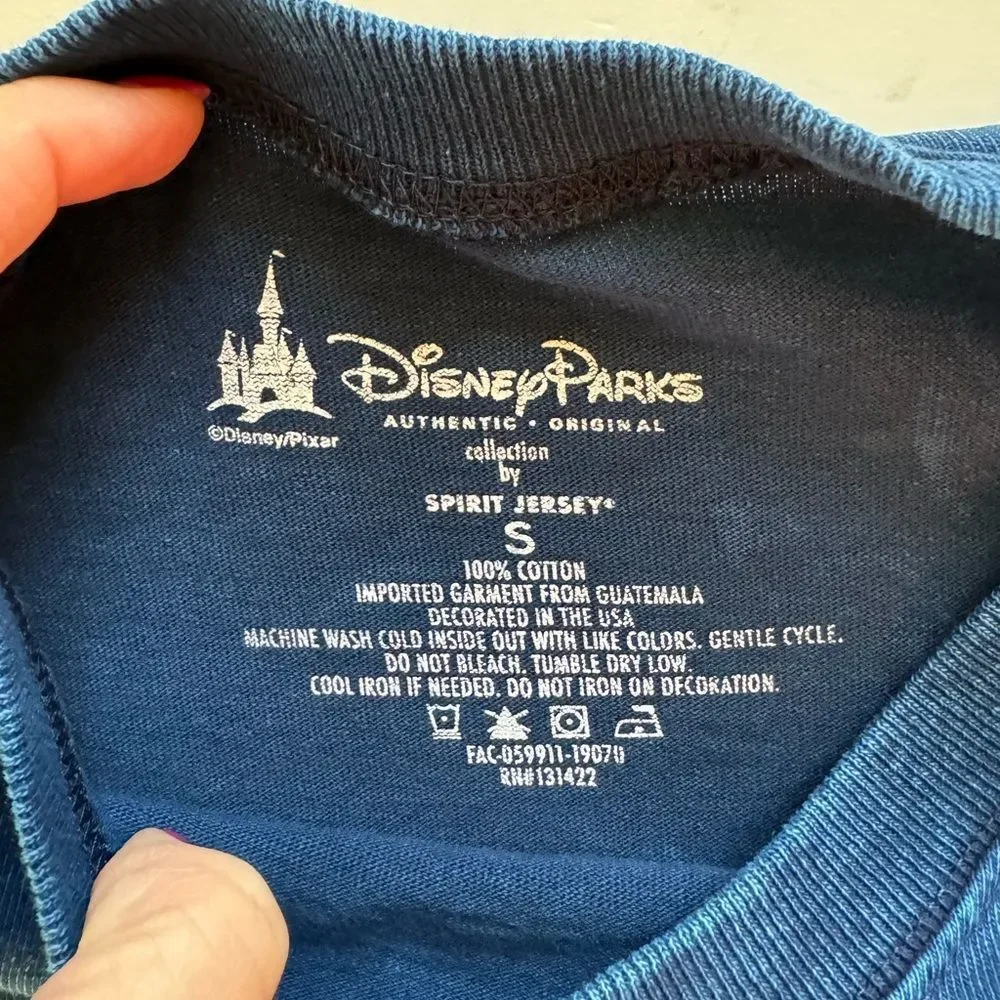 Disney Parks
AUTHENTIC • ORIGINAL
©Disney/Pixar
collection
by
SPIRIT JERSEY®
S
100% COTTON
IMPORTED GARMENT FROM GUATEMALA
DECORATED IN THE USA
MACHINE WASH COLD INSIDE OUT WITH LIKE COLORS. GENTLE CYCLE.
DO NOT BLEACH. TUMBLE DRY LOW.
COOL IRON IF NEEDED. DO NOT IRON ON DECORATION.
FAC-059911-19070
RN#131422